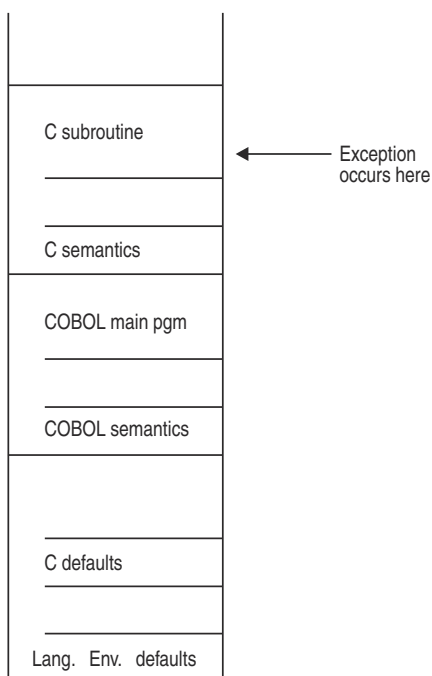 C subroutine
Exception
occurs here
C semantics
COBOL main pgm
COBOL semantics
C defaults
Lang. Env. defaults